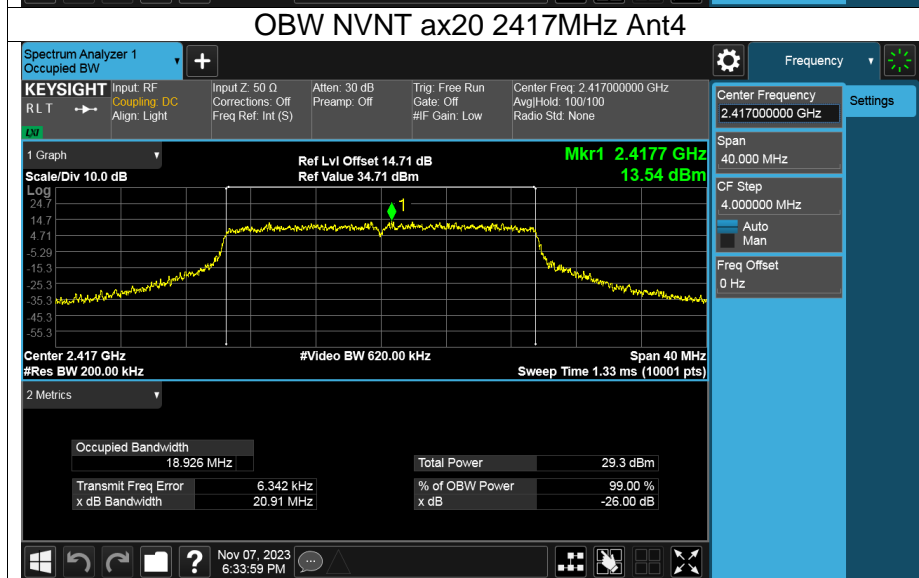 OBW NVNT ax20 2417MHz Ant4
Spectrum Analyzer 1
Occupied BW
+
Frequency
KEYSIGHT
R L T
LXI
Input: RF
Coupling: DC
Align: Light
Input Z: 50 Ω
Corrections: Off
Freq Ref: Int (S)
Atten: 30 dB
Preamp: Off
Trig: Free Run
Gate: Off
#IF Gain: Low
Center Freq: 2.417000000 GHz
Avg|Hold: 100/100
Radio Std: None
Center Frequency
2.417000000 GHz
Settings
Span
40.000 MHz
CF Step
4.000000 MHz
Auto
Man
Freq Offset
0 Hz
1 Graph
Scale/Div 10.0 dB
Ref Lvl Offset 14.71 dB
Ref Value 34.71 dBm
Mkr1 2.4177 GHz
13.54 dBm
Log
24.7
14.7
4.71
-5.29
-15.3
-25.3
-35.3
-45.3
-55.3
1
Center 2.417 GHz
#Res BW 200.00 kHz
#Video BW 620.00 kHz
Span 40 MHz
Sweep Time 1.33 ms (10001 pts)
2 Metrics
Occupied Bandwidth
18.926 MHz
Total Power 29.3 dBm
Transmit Freq Error 6.342 kHz
% of OBW Power 99.00 %
x dB Bandwidth 20.91 MHz
x dB -26.00 dB
?
Nov 07, 2023
6:33:59 PM